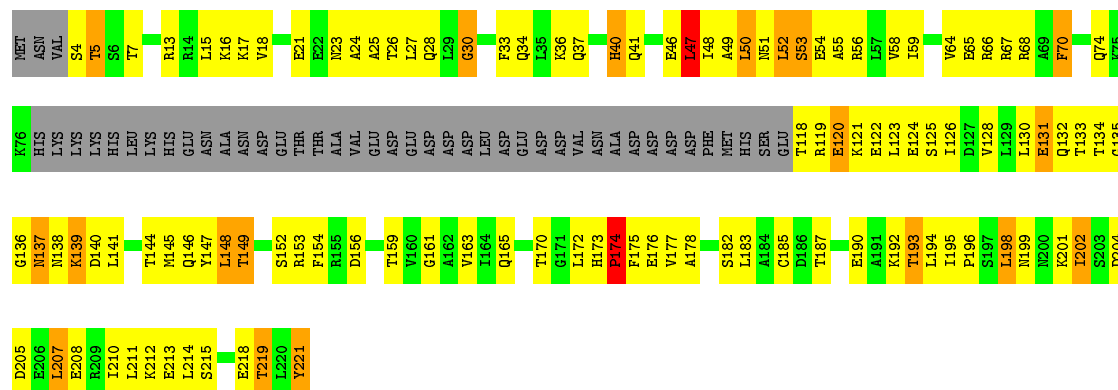 MET ASN VAL S4 T5 S6 T7 R13 R14 L15 K16 K17 V18 E21 E22 N23 A24 A25 T26 L27 Q28 L29 G30 F33 Q34 L35 K36 Q37 H40 Q41 E46 L47 I48 A49 L50 N51 L52 S53 E54 A55 R56 L57 V58 I59 V64 E65 R66 R67 R68 A69 F70 Q74 K75
K76 HIS LYS LYS LYS HIS LEU LYS HIS GLU ASN ALA ASN ASP GLU THR THR ALA VAL GLU ASP GLU ASP ASP ASP LEU ASP GLU ASP ASP VAL ASN ALA ASP ASP ASP ASP PHE MET HIS SER GLU T118 R119 E120 K121 E122 L123 E124 S125 I126 D127 V128 L129 L130 E131 Q132 T133 T134 G135
G136 N137 N138 K139 D140 L141 T144 M145 Q146 Y147 L148 T149 S152 R153 F154 R155 D156 T159 V160 G161 A162 V163 I164 Q165 T170 G171 L172 H173 P174 F175 E176 V177 A178 S182 L183 A184 C185 D186 T187 E190 A191 K192 T193 L194 I195 P196 S197 L198 N199 N200 K201 I202 S203 D204
D205 E206 L207 E208 R209 I210 L211 K212 E213 L214 S215 E218 T219 L220 Y221